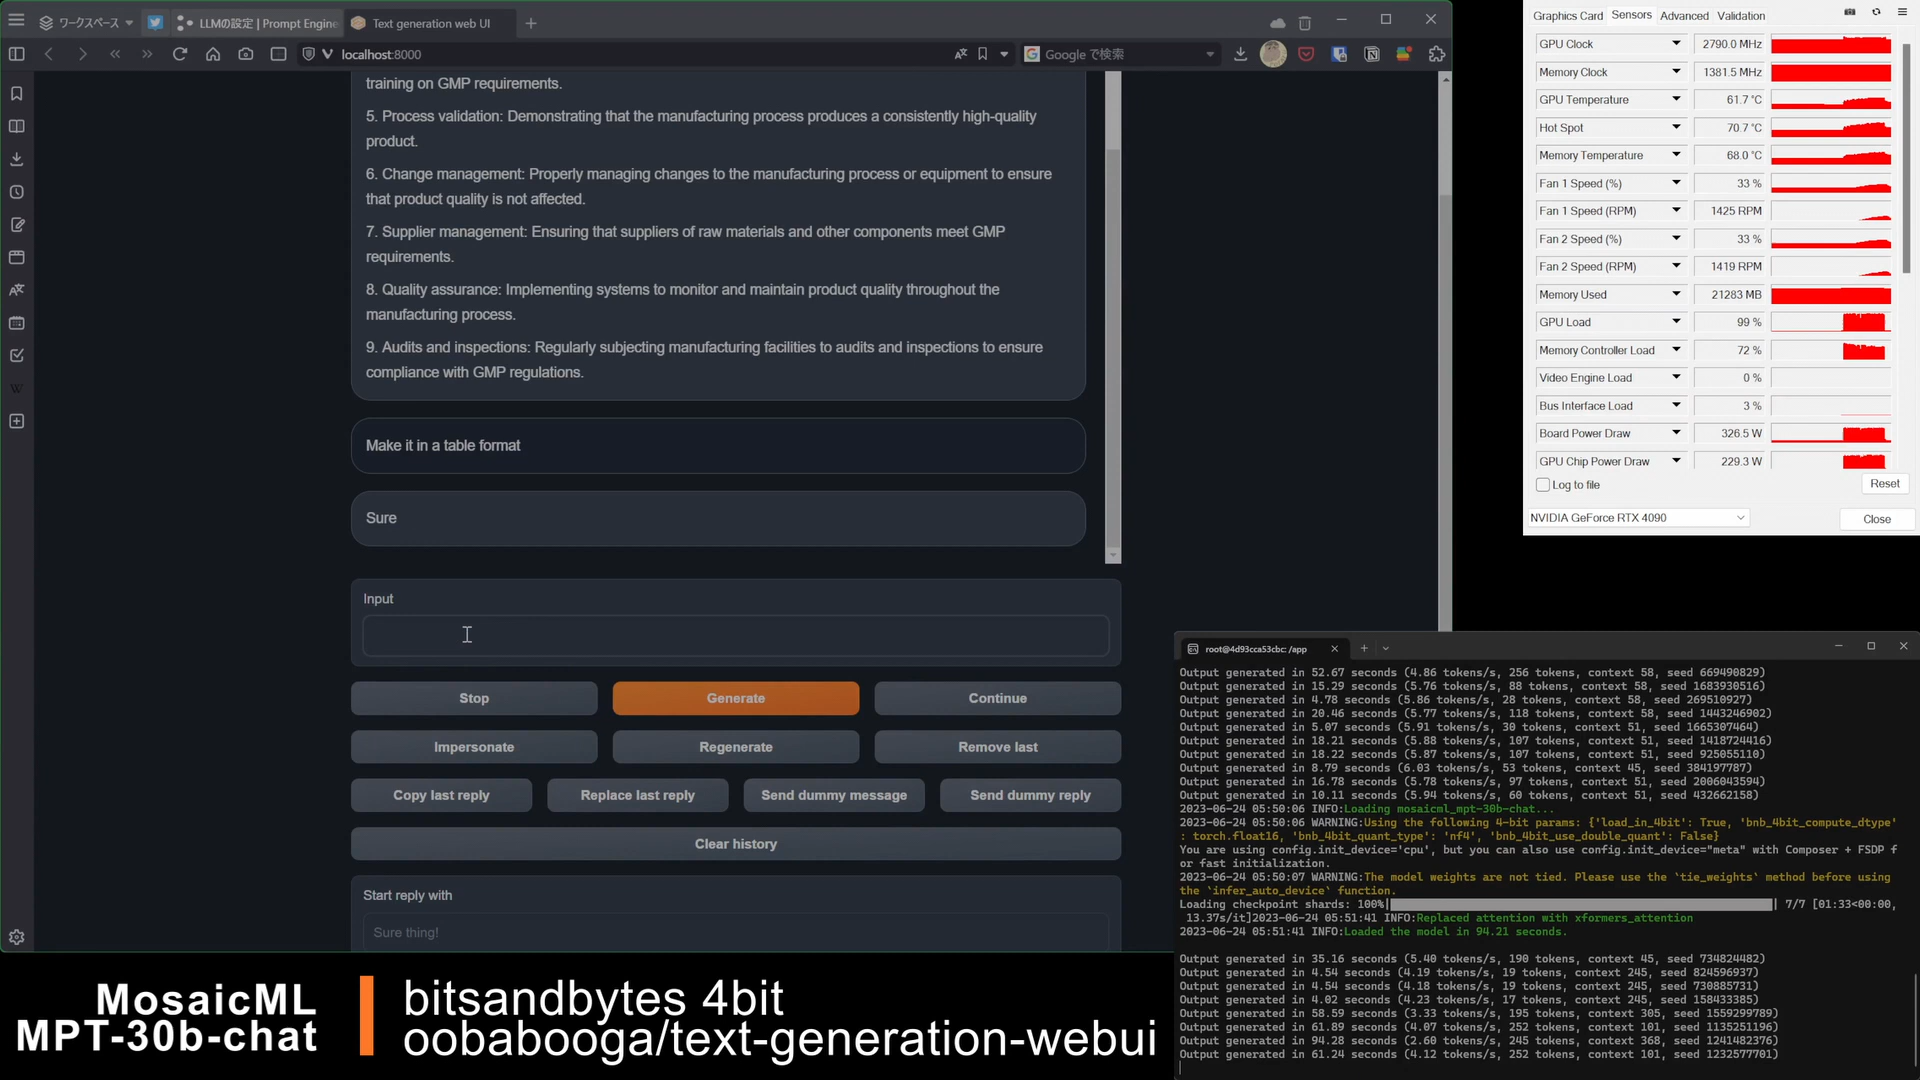 ワークスペース
LLMの設定 | Prompt Engine
Text generation web UI
localhost:8000
Google で検索
training on GMP requirements.
5. Process validation: Demonstrating that the manufacturing process produces a consistently high-quality
product.
6. Change management: Properly managing changes to the manufacturing process or equipment to ensure
that product quality is not affected.
7. Supplier management: Ensuring that suppliers of raw materials and other components meet GMP
requirements.
8. Quality assurance: Implementing systems to monitor and maintain product quality throughout the
manufacturing process.
9. Audits and inspections: Regularly subjecting manufacturing facilities to audits and inspections to ensure
compliance with GMP regulations.
Make it in a table format
Sure
Input
Stop
Generate
Continue
Impersonate
Regenerate
Remove last
Copy last reply
Replace last reply
Send dummy message
Send dummy reply
Clear history
Start reply with
Sure thing!
Graphics Card Sensors Advanced Validation
GPU Clock 2790.0 MHz
Memory Clock 1381.5 MHz
GPU Temperature 61.7 °C
Hot Spot 70.7 °C
Memory Temperature 68.0 °C
Fan 1 Speed (%) 33 %
Fan 1 Speed (RPM) 1425 RPM
Fan 2 Speed (%) 33 %
Fan 2 Speed (RPM) 1419 RPM
Memory Used 21283 MB
GPU Load 99 %
Memory Controller Load 72 %
Video Engine Load 0 %
Bus Interface Load 3 %
Board Power Draw 326.5 W
GPU Chip Power Draw 229.3 W
Log to file
Reset
NVIDIA GeForce RTX 4090
Close
root@4d93cca53cbc: /app
Output generated in 52.67 seconds (4.86 tokens/s, 256 tokens, context 58, seed 669490829)
Output generated in 15.29 seconds (5.76 tokens/s, 88 tokens, context 58, seed 1683930516)
Output generated in 4.78 seconds (5.86 tokens/s, 28 tokens, context 58, seed 269510927)
Output generated in 20.46 seconds (5.77 tokens/s, 118 tokens, context 58, seed 1443246902)
Output generated in 5.07 seconds (5.91 tokens/s, 30 tokens, context 51, seed 1665307464)
Output generated in 18.21 seconds (5.88 tokens/s, 107 tokens, context 51, seed 1418724416)
Output generated in 18.22 seconds (5.87 tokens/s, 107 tokens, context 51, seed 925055110)
Output generated in 8.79 seconds (6.03 tokens/s, 53 tokens, context 45, seed 384197787)
Output generated in 16.78 seconds (5.78 tokens/s, 97 tokens, context 51, seed 2006043594)
Output generated in 10.11 seconds (5.94 tokens/s, 60 tokens, context 51, seed 432662158)
2023-06-24 05:50:06 INFO:Loading mosaicml_mpt-30b-chat...
2023-06-24 05:50:06 WARNING:Using the following 4-bit params: {'load_in_4bit': True, 'bnb_4bit_compute_dtype'
: torch.float16, 'bnb_4bit_quant_type': 'nf4', 'bnb_4bit_use_double_quant': False}
You are using config.init_device='cpu', but you can also use config.init_device="meta" with Composer + FSDP f
or fast initialization.
2023-06-24 05:50:07 WARNING:The model weights are not tied. Please use the `tie_weights` method before using
the `infer_auto_device` function.
Loading checkpoint shards: 100%| | 7/7 [01:33<00:00,
13.37s/it]2023-06-24 05:51:41 INFO:Replaced attention with xformers_attention
2023-06-24 05:51:41 INFO:Loaded the model in 94.21 seconds.
Output generated in 35.16 seconds (5.40 tokens/s, 190 tokens, context 45, seed 734824482)
Output generated in 4.54 seconds (4.19 tokens/s, 19 tokens, context 245, seed 824596937)
Output generated in 4.54 seconds (4.18 tokens/s, 19 tokens, context 245, seed 730885731)
Output generated in 4.02 seconds (4.23 tokens/s, 17 tokens, context 245, seed 158433385)
Output generated in 58.59 seconds (3.33 tokens/s, 195 tokens, context 305, seed 1559299789)
Output generated in 61.89 seconds (4.07 tokens/s, 252 tokens, context 101, seed 1135251196)
Output generated in 94.28 seconds (2.60 tokens/s, 245 tokens, context 368, seed 1241482376)
Output generated in 61.24 seconds (4.12 tokens/s, 252 tokens, context 101, seed 1232577701)
MosaicML
MPT-30b-chat
bitsandbytes 4bit
oobabooga/text-generation-webui